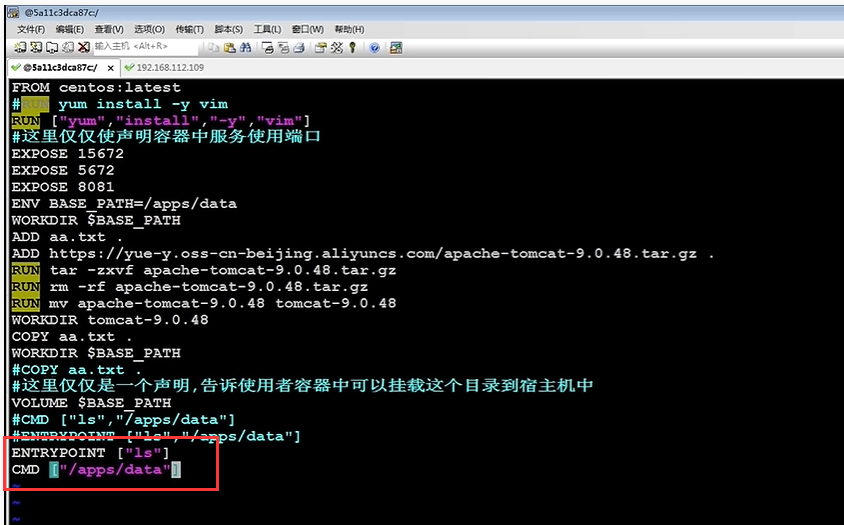 @5a11c3dca87c:/
文件(F) 编辑(E) 查看(V) 选项(O) 传输(T) 脚本(S) 工具(L) 窗口(W) 帮助(H)
输入主机 <Alt+R>
@5a11c3dca87c:/ × 192.168.112.109
FROM centos:latest
#RUN yum install -y vim
RUN ["yum","install","-y","vim"]
#这里仅仅使声明容器中服务使用端口
EXPOSE 15672
EXPOSE 5672
EXPOSE 8081
ENV BASE_PATH=/apps/data
WORKDIR $BASE_PATH
ADD aa.txt .
ADD https://yue-y.oss-cn-beijing.aliyuncs.com/apache-tomcat-9.0.48.tar.gz .
RUN tar -zxvf apache-tomcat-9.0.48.tar.gz
RUN rm -rf apache-tomcat-9.0.48.tar.gz
RUN mv apache-tomcat-9.0.48 tomcat-9.0.48
WORKDIR tomcat-9.0.48
COPY aa.txt .
WORKDIR $BASE_PATH
#COPY aa.txt .
#这里仅仅是一个声明,告诉使用者容器中可以挂载这个目录到宿主机中
VOLUME $BASE_PATH
#CMD ["ls","/apps/data"]
#ENTRYPOINT ["ls","/apps/data"]
ENTRYPOINT ["ls"]
CMD ["/apps/data"]
~
~
~